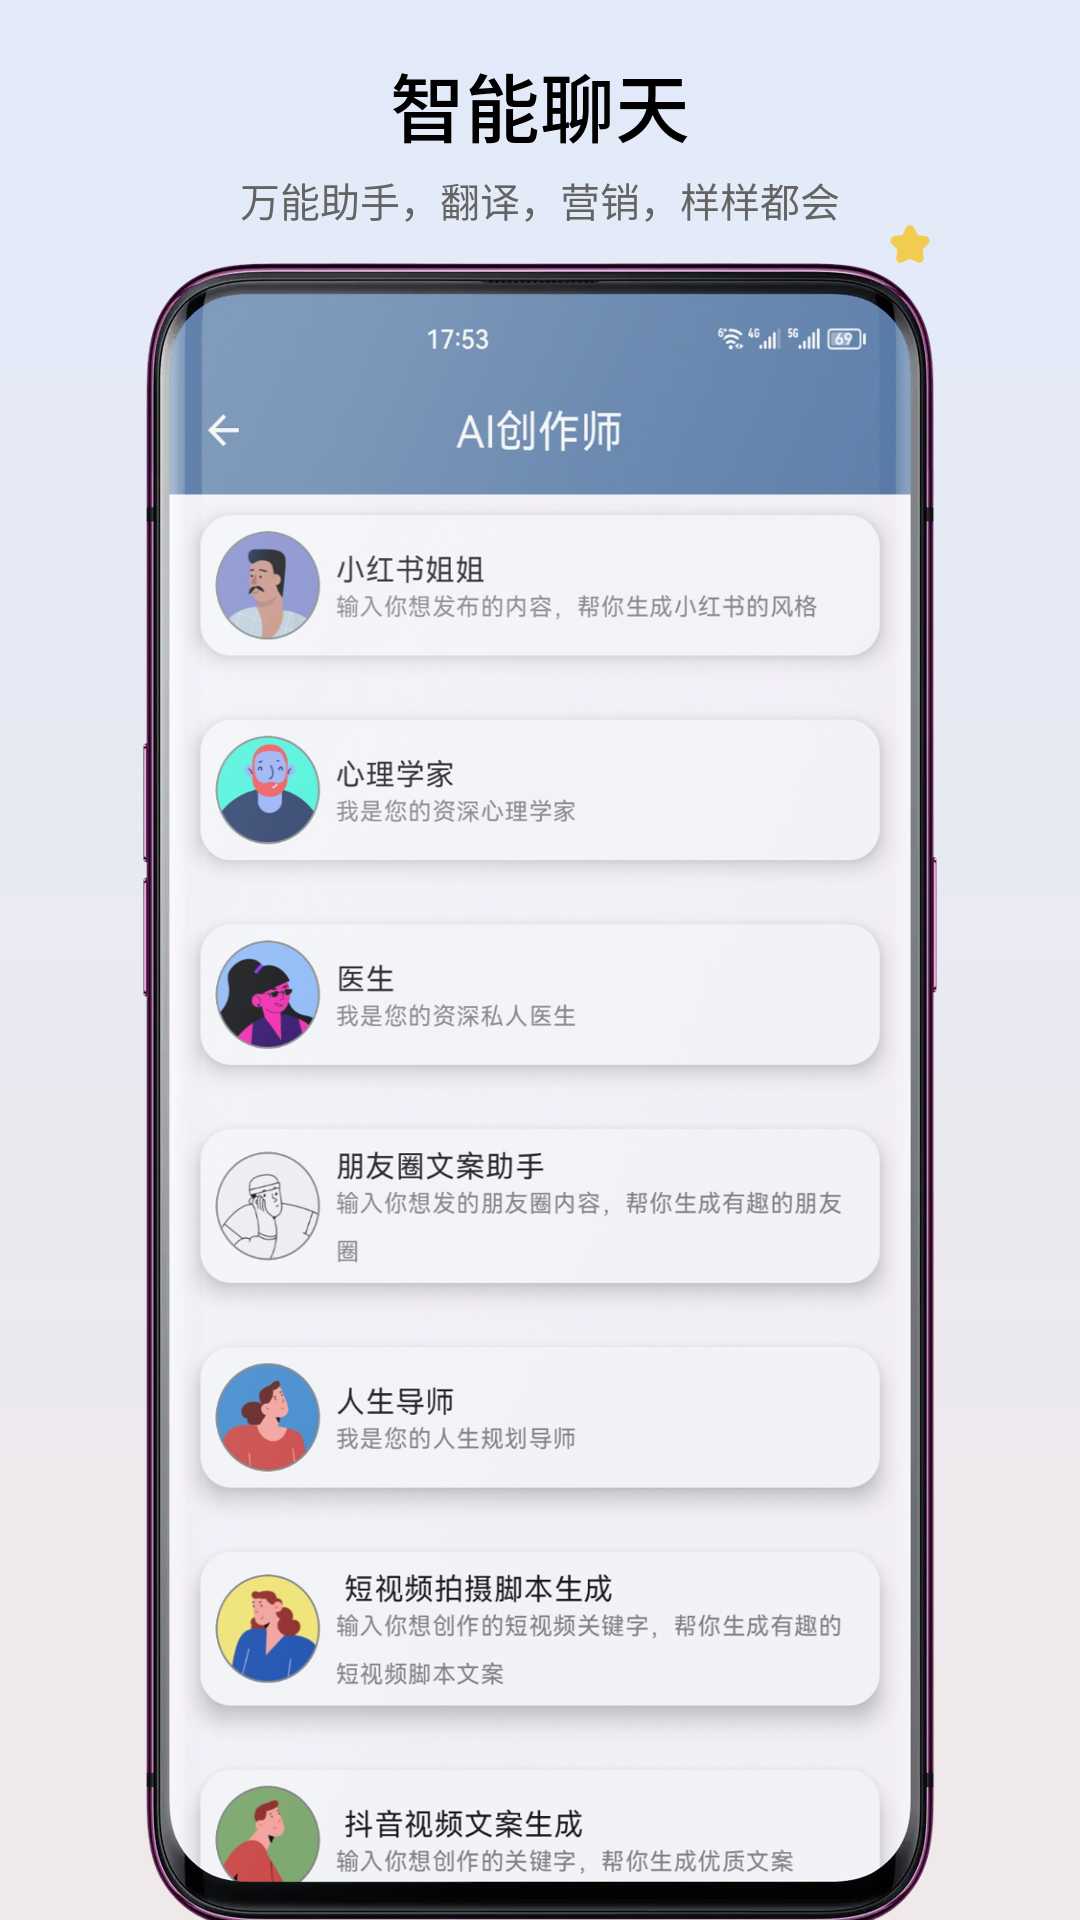 智能聊天
万能助手，翻译，营销，样样都会
17:53
6+ 4G 5G 69
AI创作师
小红书姐姐
输入你想发布的内容，帮你生成小红书的风格
心理学家
我是您的资深心理学家
医生
我是您的资深私人医生
朋友圈文案助手
输入你想发的朋友圈内容，帮你生成有趣的朋友
圈
人生导师
我是您的人生规划导师
短视频拍摄脚本生成
输入你想创作的短视频关键字，帮你生成有趣的
短视频脚本文案
抖音视频文案生成
输入你想创作的关键字，帮你生成优质文案